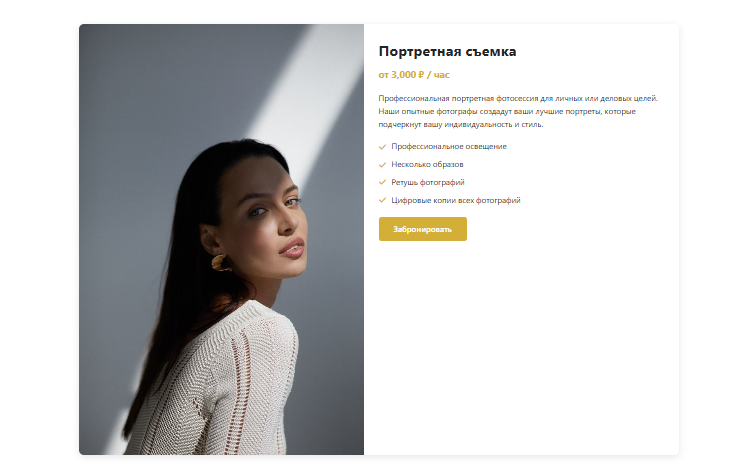 Портретная съемка
от 3,000 ₽ / час
Профессиональная портретная фотосессия для личных или деловых целей.
Наши опытные фотографы создадут ваши лучшие портреты, которые
подчеркнут вашу индивидуальность и стиль.
Профессиональное освещение
Несколько образов
Ретушь фотографий
Цифровые копии всех фотографий
Забронировать